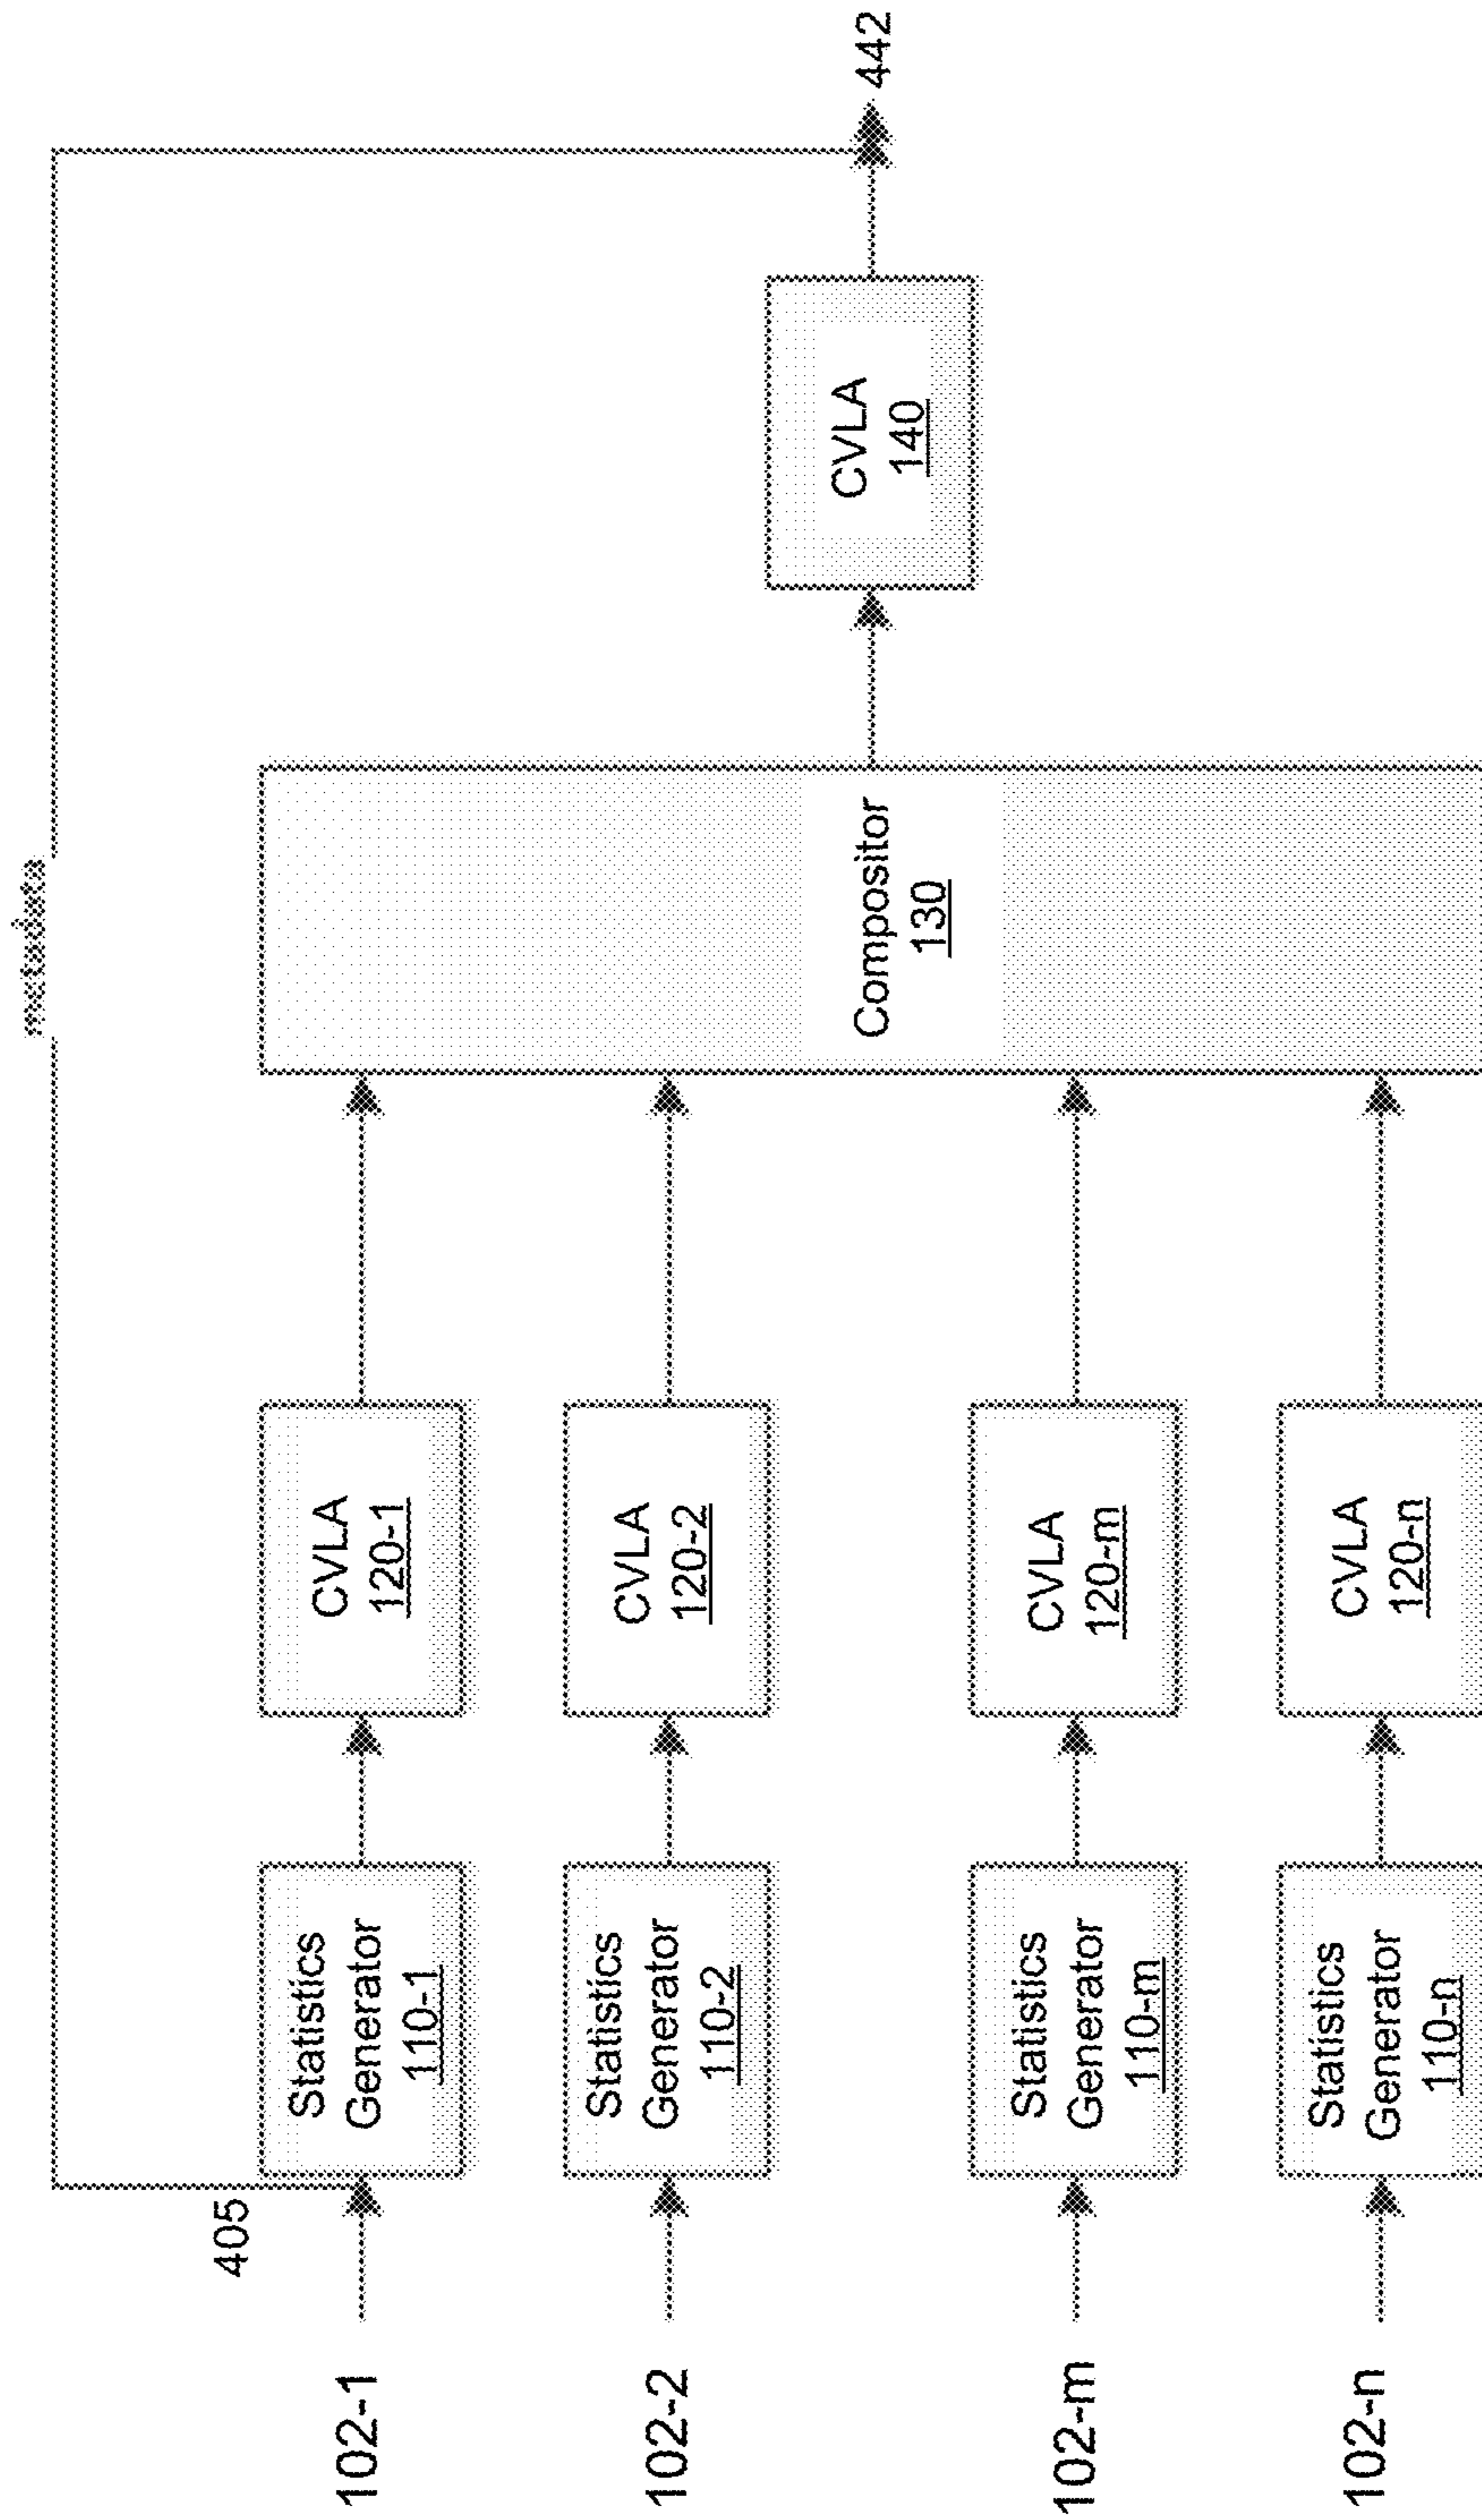 metadata
405
442
102-1
Statistics
Generator
110-1
CVLA
120-1
102-2
Statistics
Generator
110-2
CVLA
120-2
Compositor
130
CVLA
140
102-m
Statistics
Generator
110-m
CVLA
120-m
102-n
Statistics
Generator
110-n
CVLA
120-n